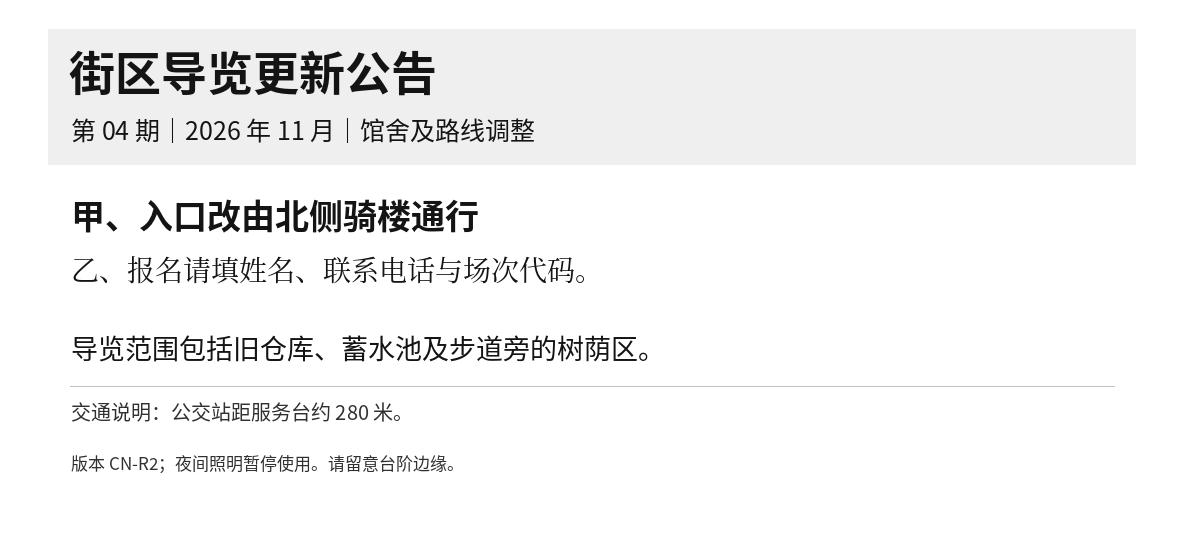 街区导览更新公告
第 04 期｜2026 年 11 月｜馆舍及路线调整
甲、入口改由北侧骑楼通行
乙、报名请填姓名、联系电话与场次代码。
导览范围包括旧仓库、蓄水池及步道旁的树荫区。
交通说明：公交站距服务台约 280 米。
版本 CN-R2；夜间照明暂停使用。请留意台阶边缘。